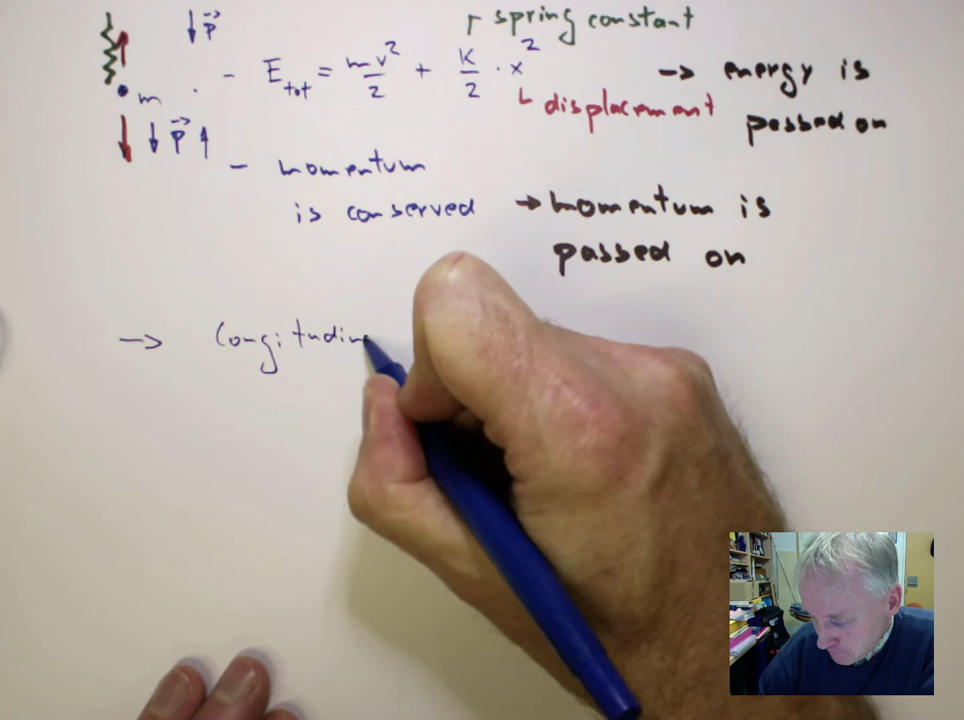 ↓ p⃗
┌ spring constant
- E_tot = mv²/2 + K/2 · x²
└ displacement
-> energy is
passed on
m
↓ p⃗ ↑
- momentum
is conserved
→ momentum is
passed on
-> Longitudin